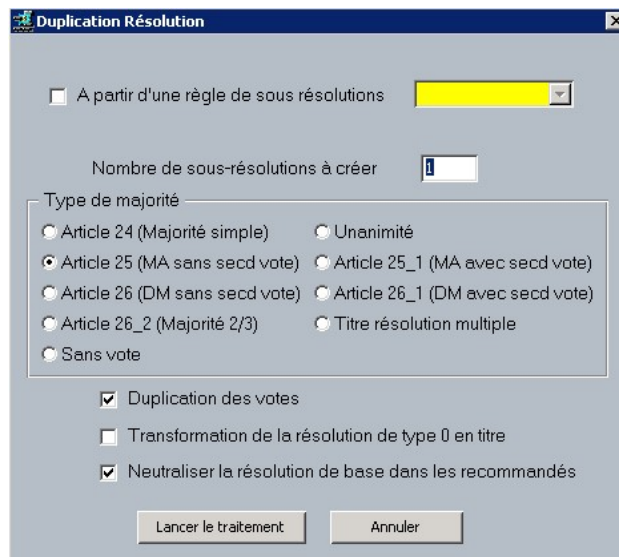 Duplication Résolution
A partir d'une règle de sous résolutions
Nombre de sous-résolutions à créer 1
Type de majorité
Article 24 (Majorité simple) Unanimité
Article 25 (MA sans secd vote) Article 25_1 (MA avec secd vote)
Article 26 (DM sans secd vote) Article 26_1 (DM avec secd vote)
Article 26_2 (Majorité 2/3) Titre résolution multiple
Sans vote
Duplication des votes
Transformation de la résolution de type 0 en titre
Neutraliser la résolution de base dans les recommandés
Lancer le traitement Annuler